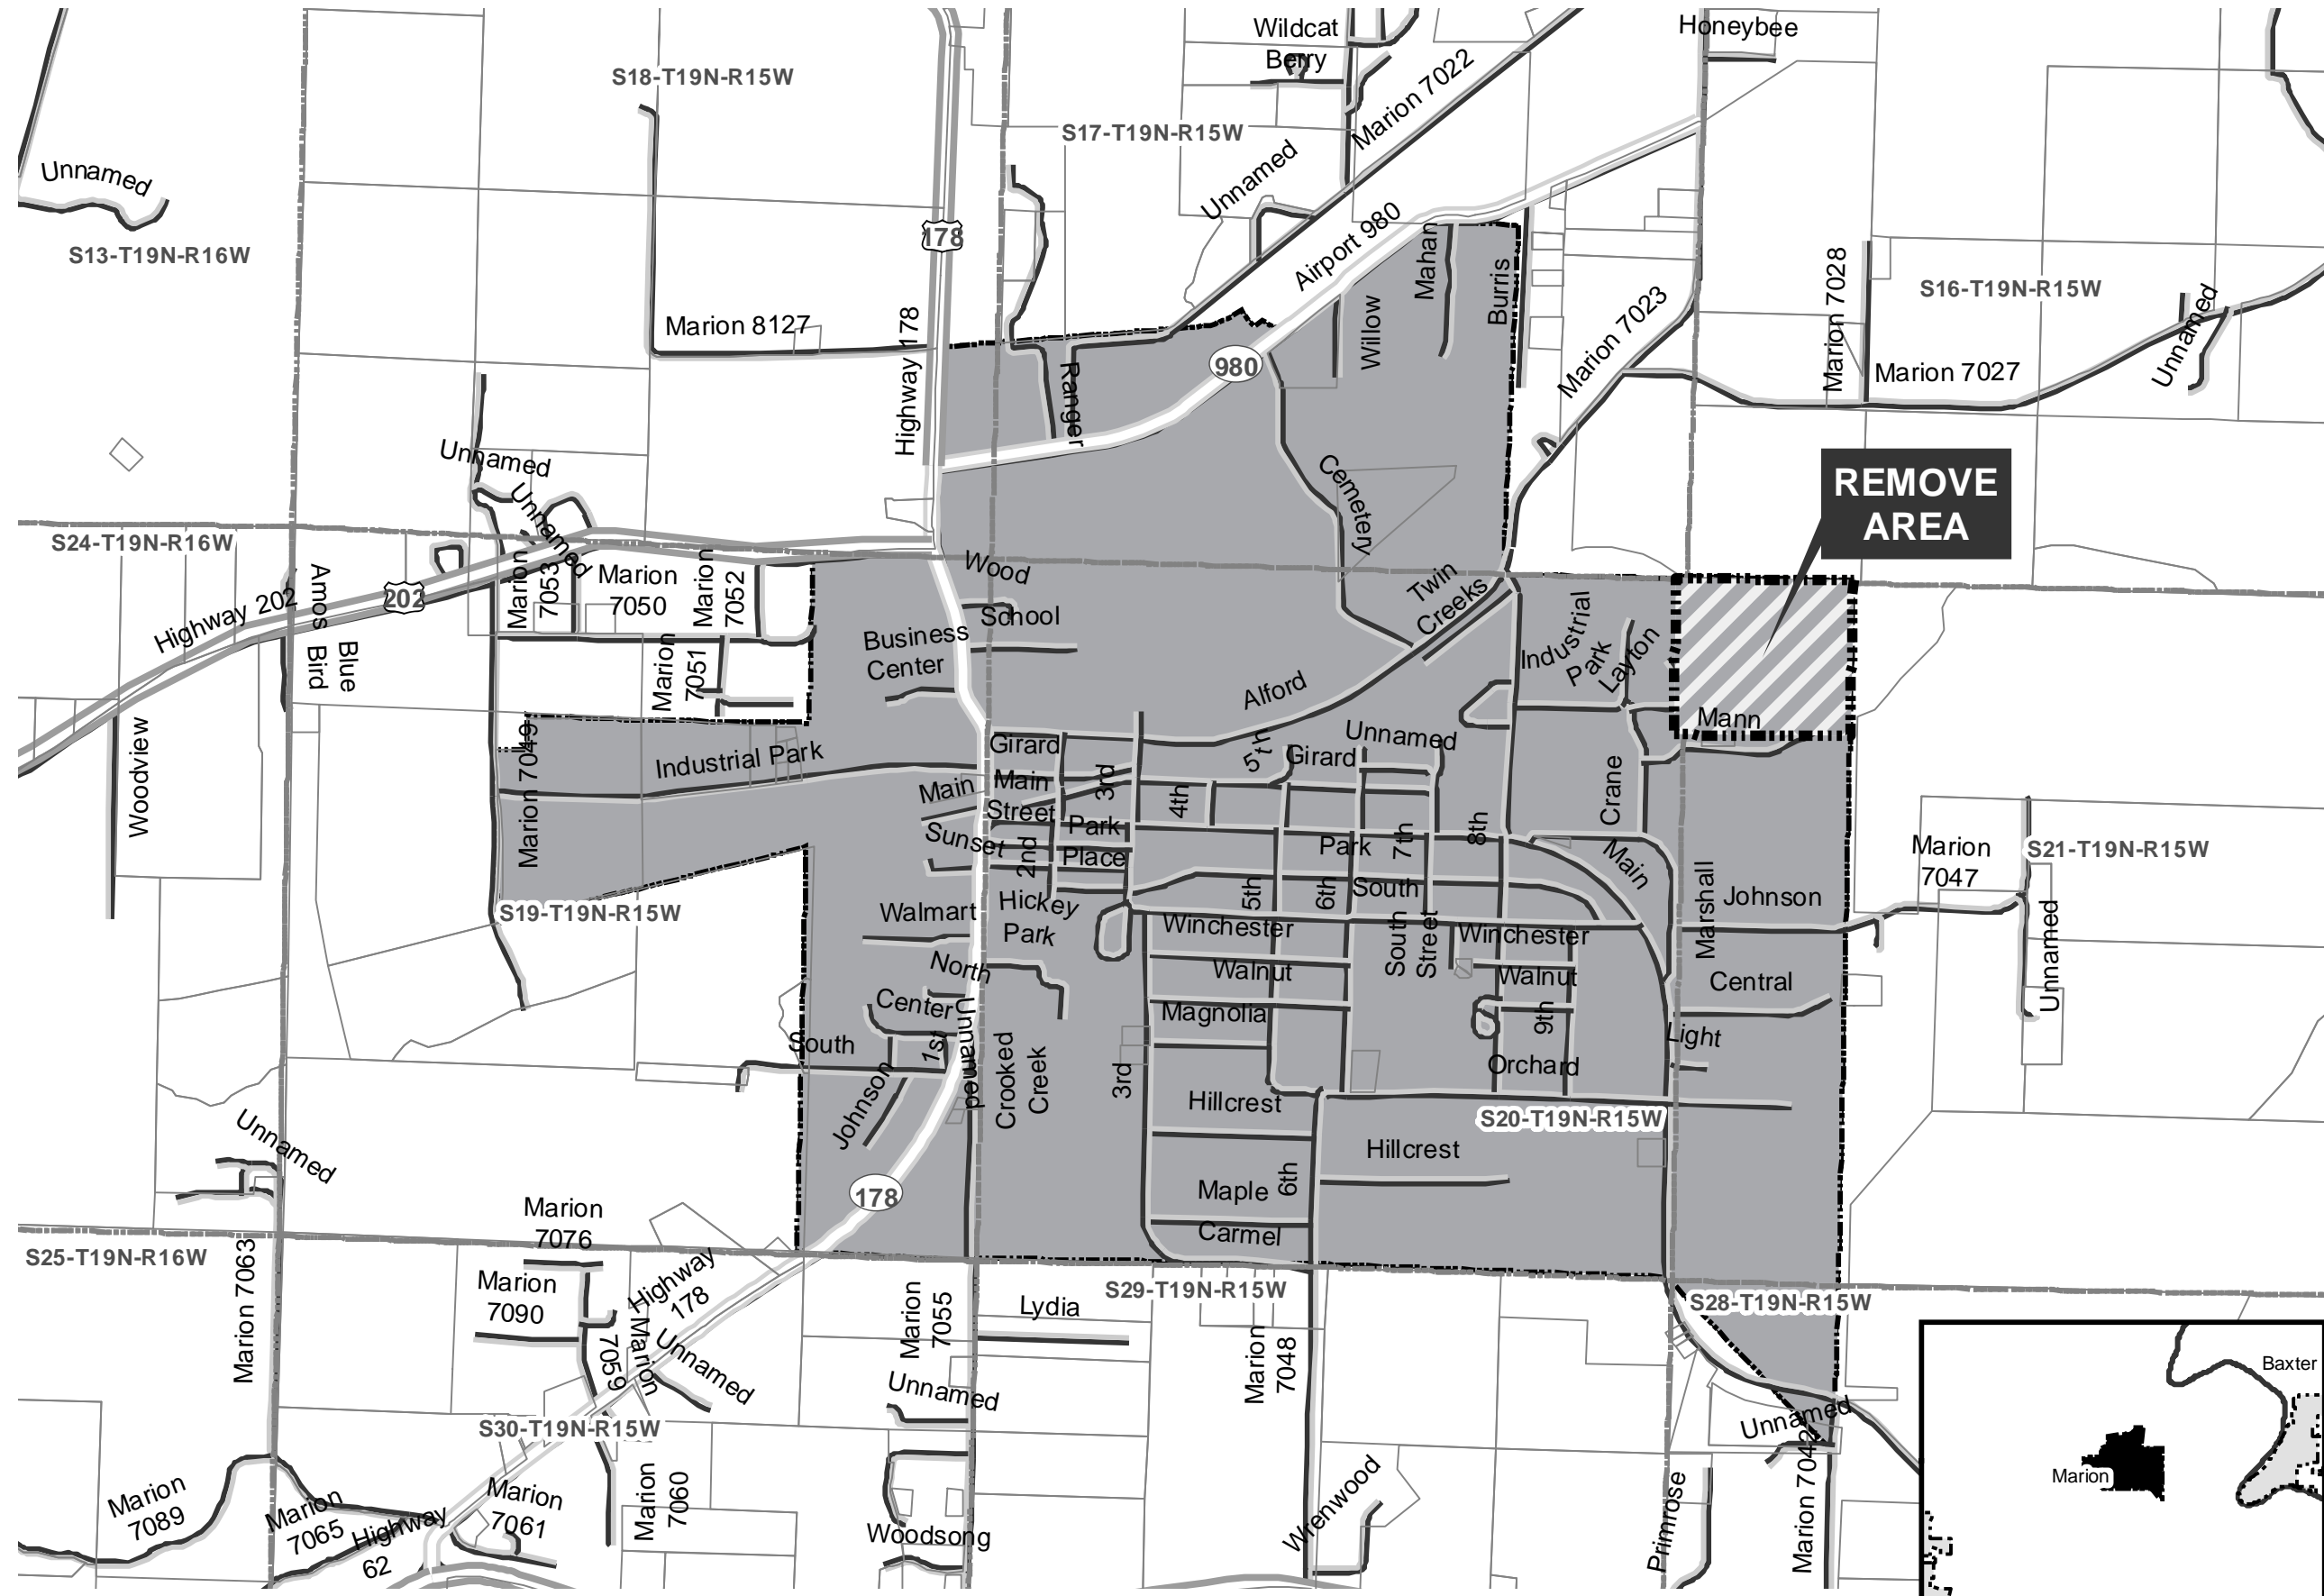 Wildcat
Berry
Honeybee
S18-T19N-R15W
S17-T19N-R15W
Marion 7022
Unnamed
Unnamed
S13-T19N-R16W
178
Airport 980
Mahan
Burris
Willow
Marion 7023
Marion 7028
S16-T19N-R15W
Unnamed
Marion 8127
Highway 178
Ranger
980
Marion 7027
Unnamed
Unnamed
Cemetery
REMOVE
AREA
S24-T19N-R16W
Highway 202
202
Amos
Blue
Bird
Marion
7053
Marion
7050
Marion
7052
Marion
7051
Wood
School
Business
Center
Twin
Creeks
Industrial
Park
Layton
Alford
Mann
Woodview
Marion 7049
Industrial Park
Girard
Main
Main
Street
3rd
4th
5th
Girard
Unnamed
Crane
Sunset
2nd
Park
Place
Park
7th
8th
Main
Marion
7047
S21-T19N-R15W
S19-T19N-R15W
Walmart
Hickey
Park
5th
6th
South
Winchester
South
Street
Winchester
Marshall
Johnson
Unnamed
North
Walnut
Walnut
Central
Center
Unnamed
Magnolia
9th
Light
South
1st
Johnson
Crooked
Creek
3rd
Orchard
Hillcrest
S20-T19N-R15W
Unnamed
Hillcrest
178
Maple
6th
Carmel
Marion
7076
S25-T19N-R16W
Marion 7063
Marion
7090
Highway
178
Marion
7059
Unnamed
Marion
7055
Lydia
S29-T19N-R15W
Marion
7048
S28-T19N-R15W
Unnamed
Unnamed
S30-T19N-R15W
Marion
7089
Marion
7065
Highway
62
Marion
7061
Marion
7060
Woodsong
Wrenwood
Primrose
Baxter
Marion